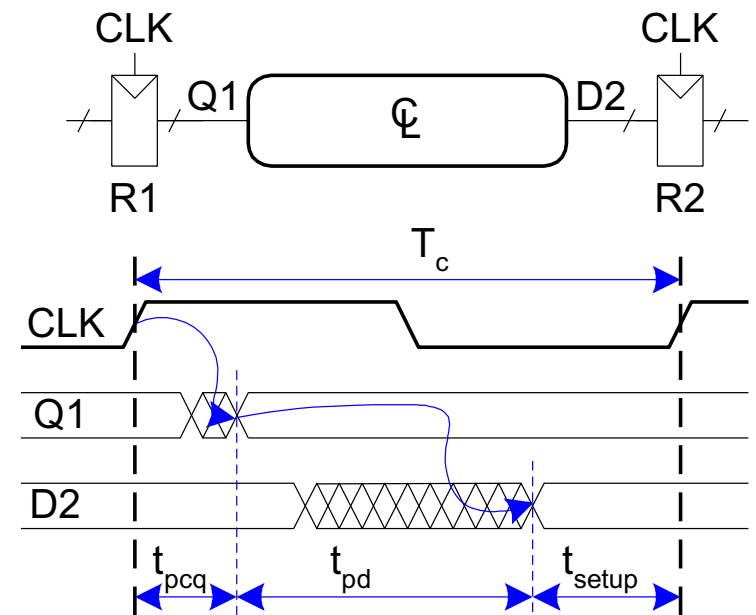 CLK CLK
Q1 CL D2
R1 R2
Tc
CLK
Q1
D2
tpcq tpd tsetup